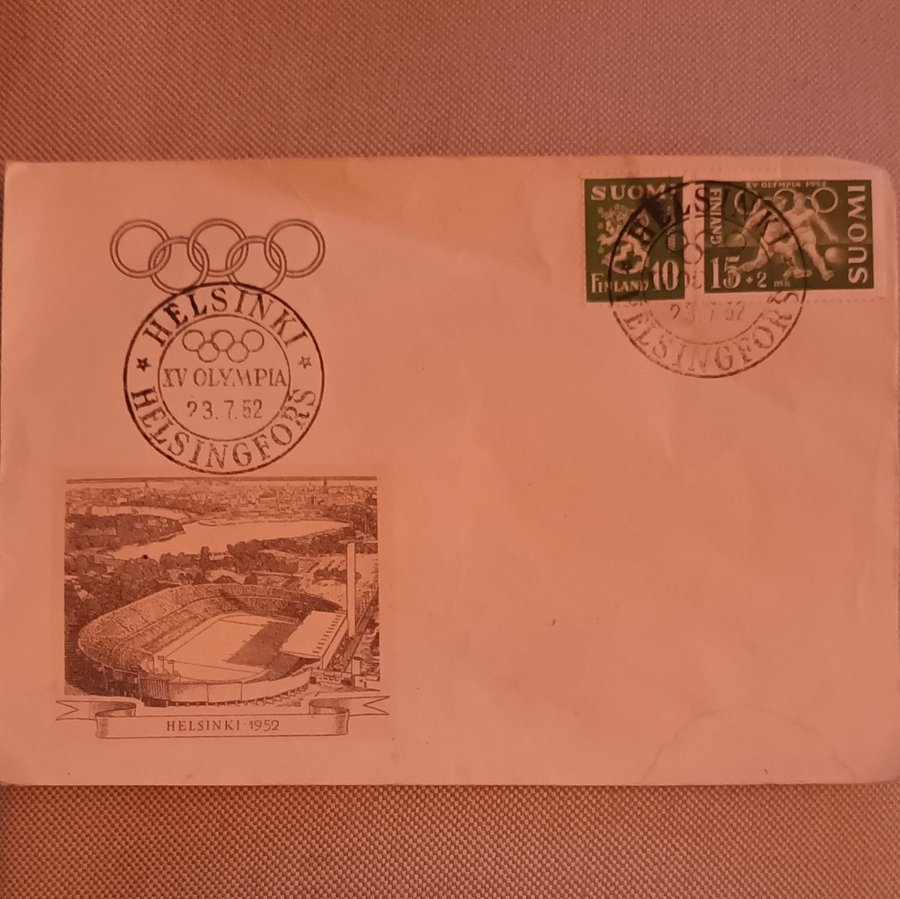 HELSINKI
XV OLYMPIA
23.7.52
HELSINGFORS
HELSINKI 1952
SUOMI
FINLAND 10
XV OLYMPIA 1952
FINLAND
15 +2 mk
SUOMI
HELSINKI
23.7.52
HELSINGFORS